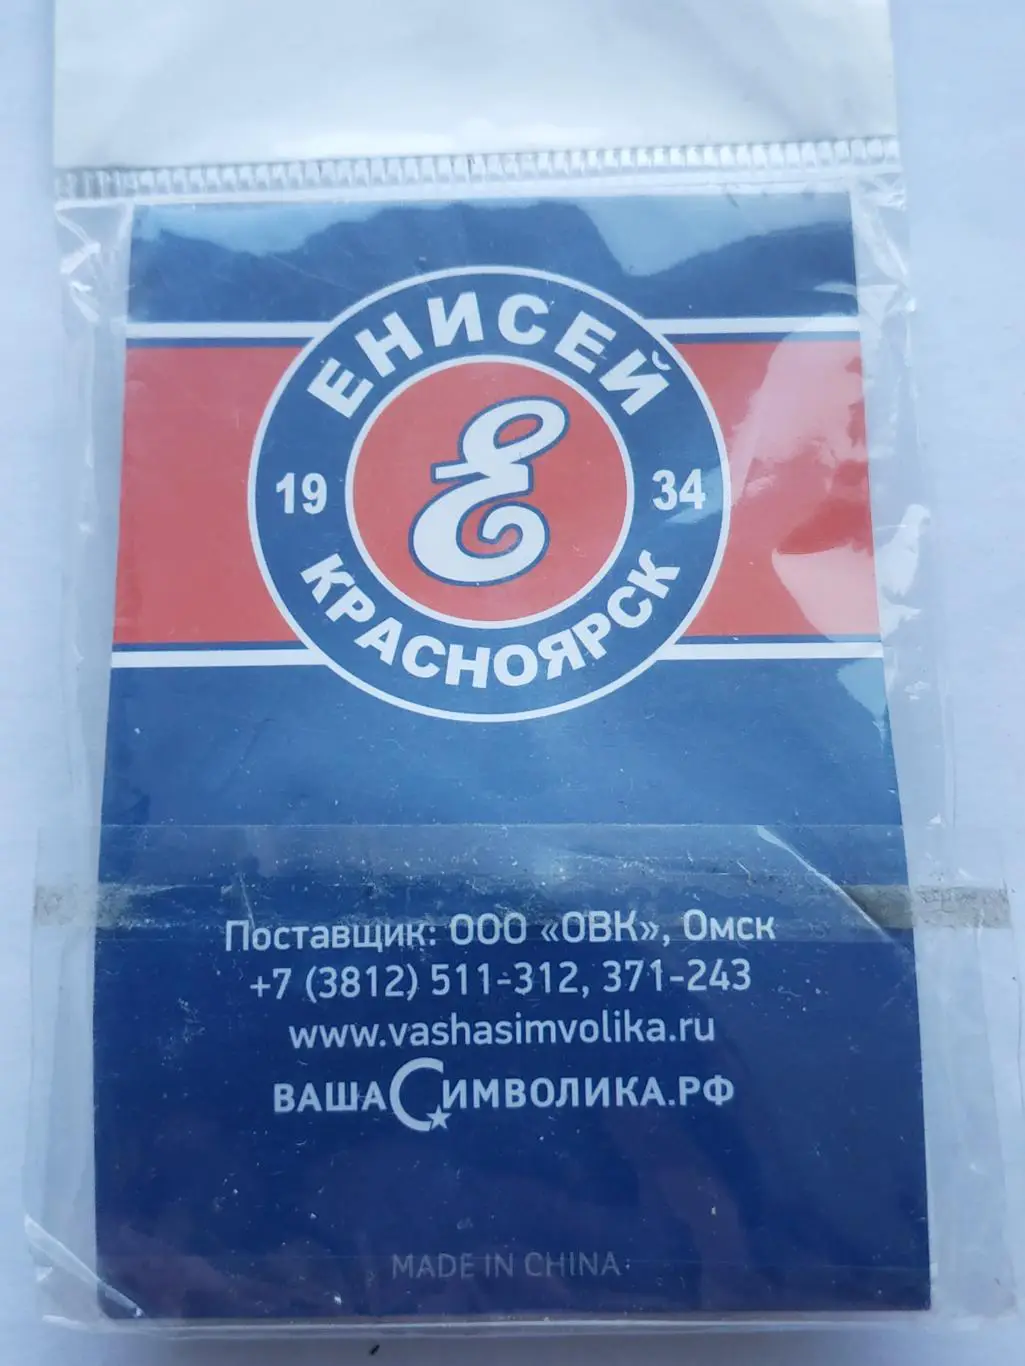 ЕНИСЕЙ
19 Е 34
КРАСНОЯРСК
Поставщик: ООО «ОВК», Омск
+7 (3812) 511-312, 371-243
www.vashasimvolika.ru
ВАШАСИМВОЛИКА.РФ
MADE IN CHINA